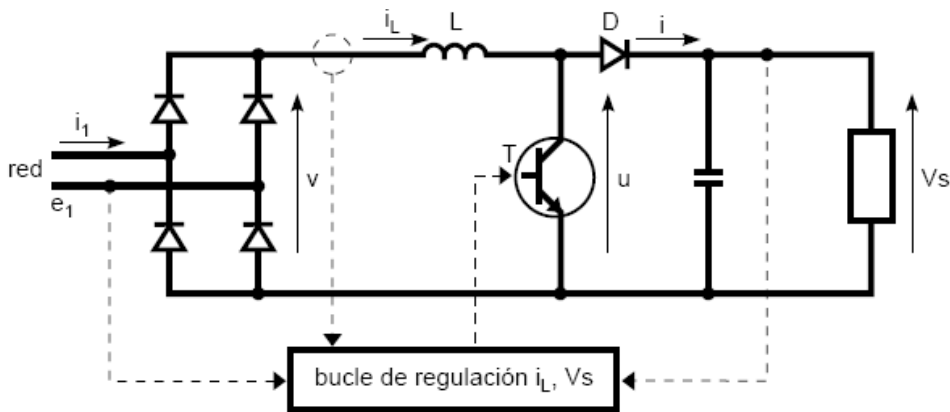 i_L
L
D
i
i_1
red
e_1
v
T
u
Vs
bucle de regulación i_L, Vs